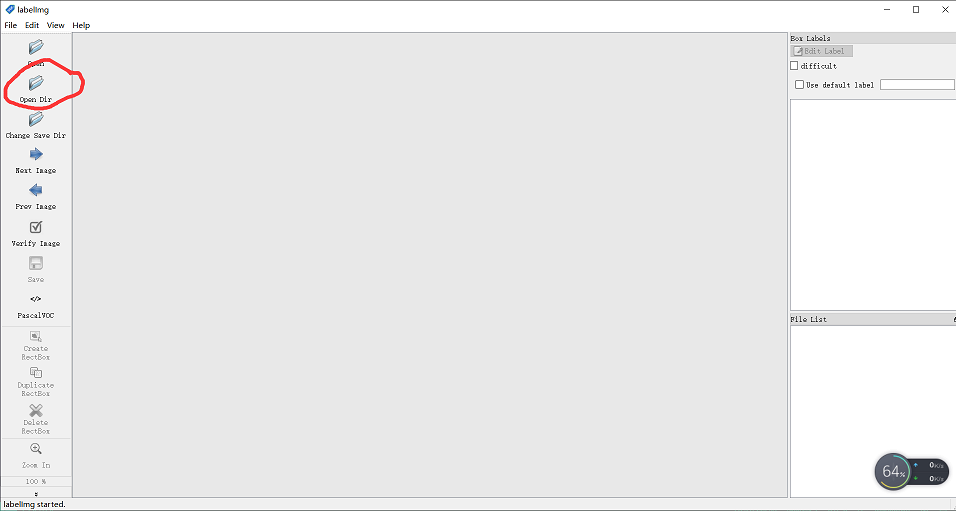 labelImg
File Edit View Help
Open
Open Dir
Change Save Dir
Next Image
Prev Image
Verify Image
Save
</>
PascalVOC
Create
RectBox
Duplicate
RectBox
Delete
RectBox
Zoom In
100 %
labelImg started.
Box Labels
Edit Label
difficult
Use default label
File List
64%
0K/s
0K/s